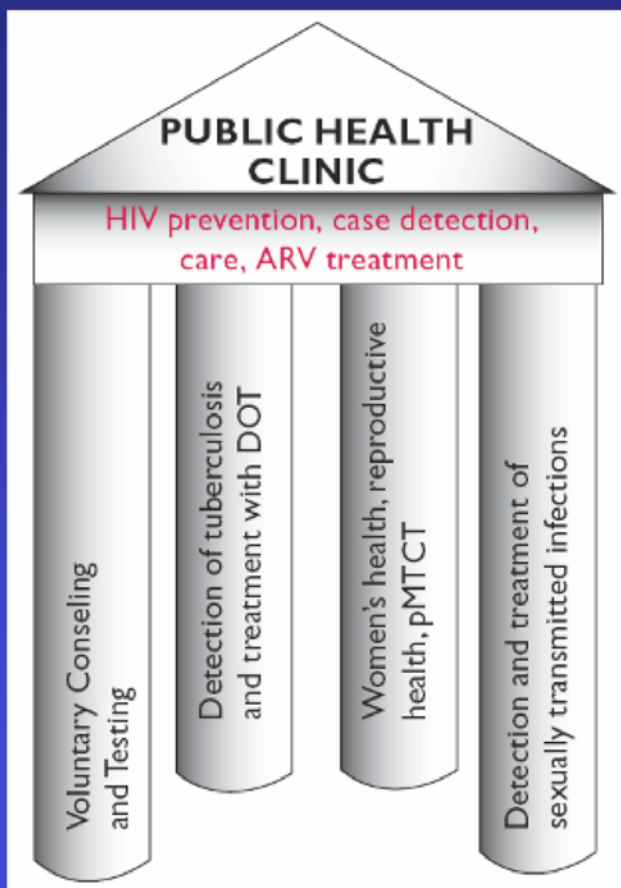 PUBLIC HEALTH
CLINIC
HIV prevention, case detection,
care, ARV treatment
Voluntary Conseling
and Testing
Detection of tuberculosis
and treatment with DOT
Women's health, reproductive
health, pMTCT
Detection and treatment of
sexually transmitted infections